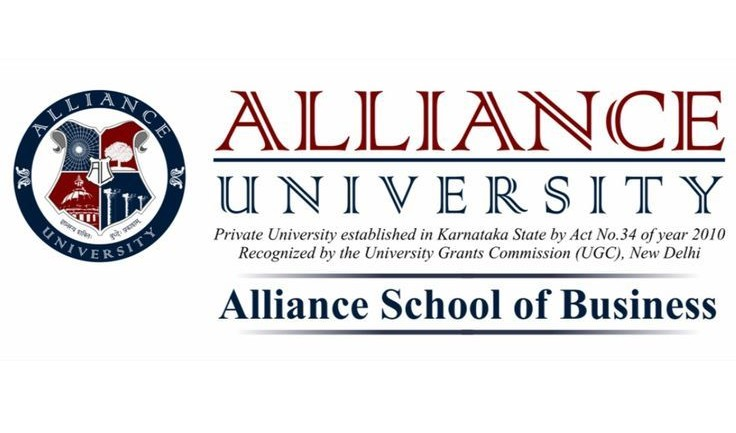 ALLIANCE
UNIVERSITY
ALLIANCE
UNIVERSITY
Private University established in Karnataka State by Act No.34 of year 2010
Recognized by the University Grants Commission (UGC), New Delhi
Alliance School of Business